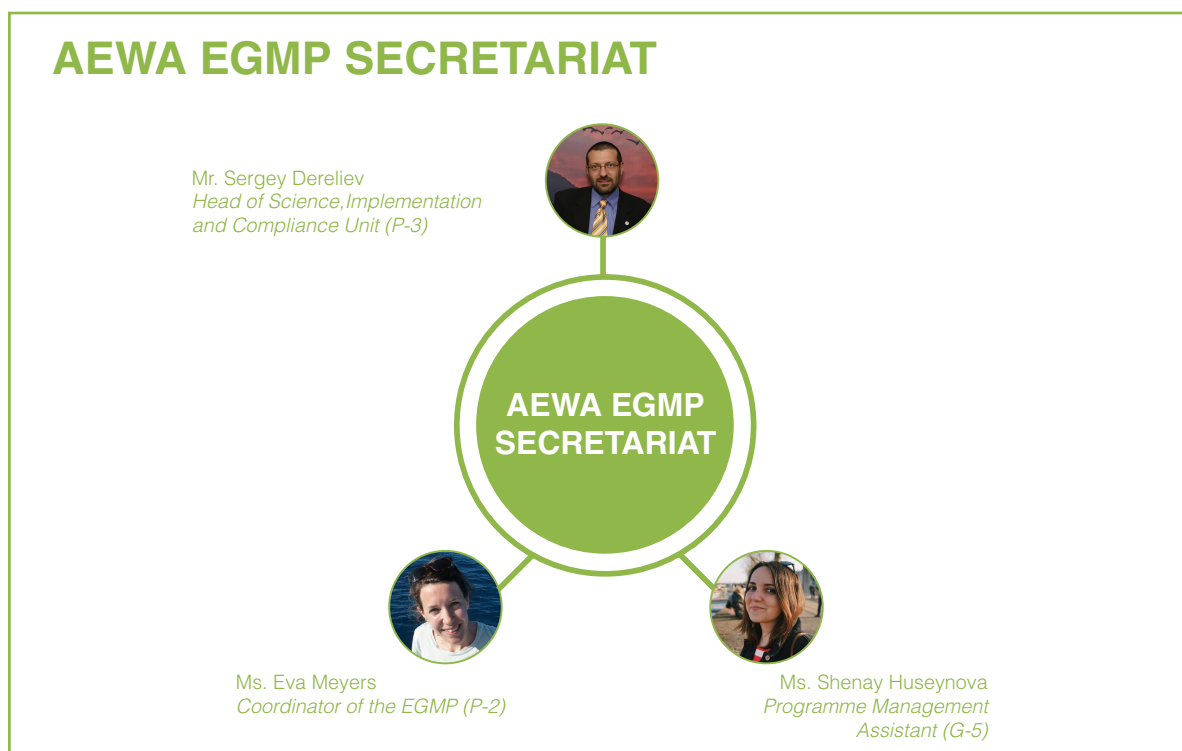 AEWA EGMP SECRETARIAT
Mr. Sergey Dereliev
Head of Science,Implementation
and Compliance Unit (P-3)
AEWA EGMP
SECRETARIAT
Ms. Eva Meyers
Coordinator of the EGMP (P-2)
Ms. Shenay Huseynova
Programme Management
Assistant (G-5)